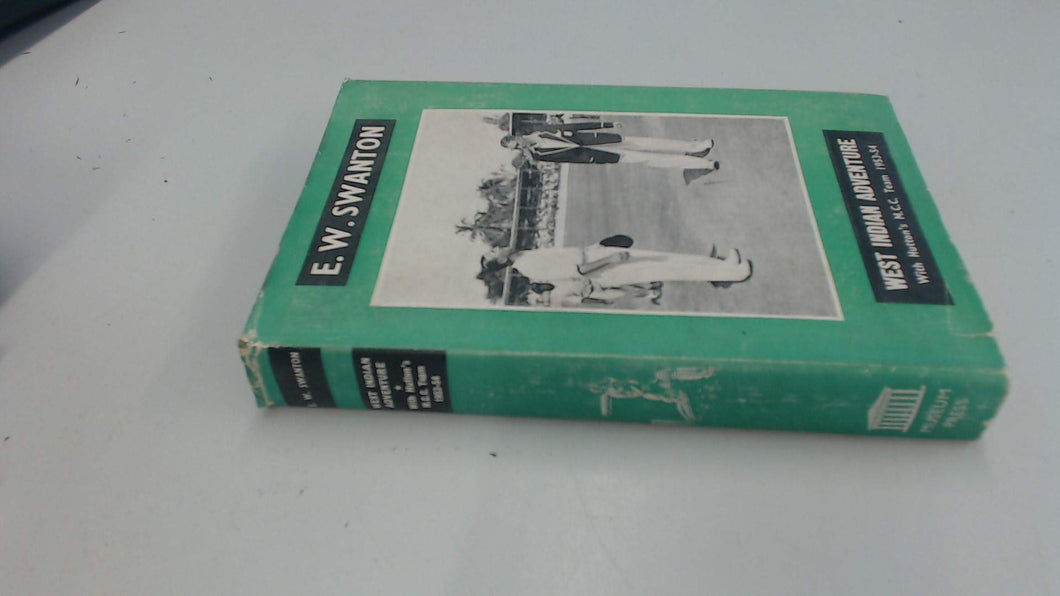 E. W. SWANTON
WEST INDIAN ADVENTURE
With Hutton's M.C.C. Team 1953-54
E. W. SWANTON
WEST INDIAN
ADVENTURE
With Hutton's
M.C.C. Team
1953-54
MUSEUM
PRESS